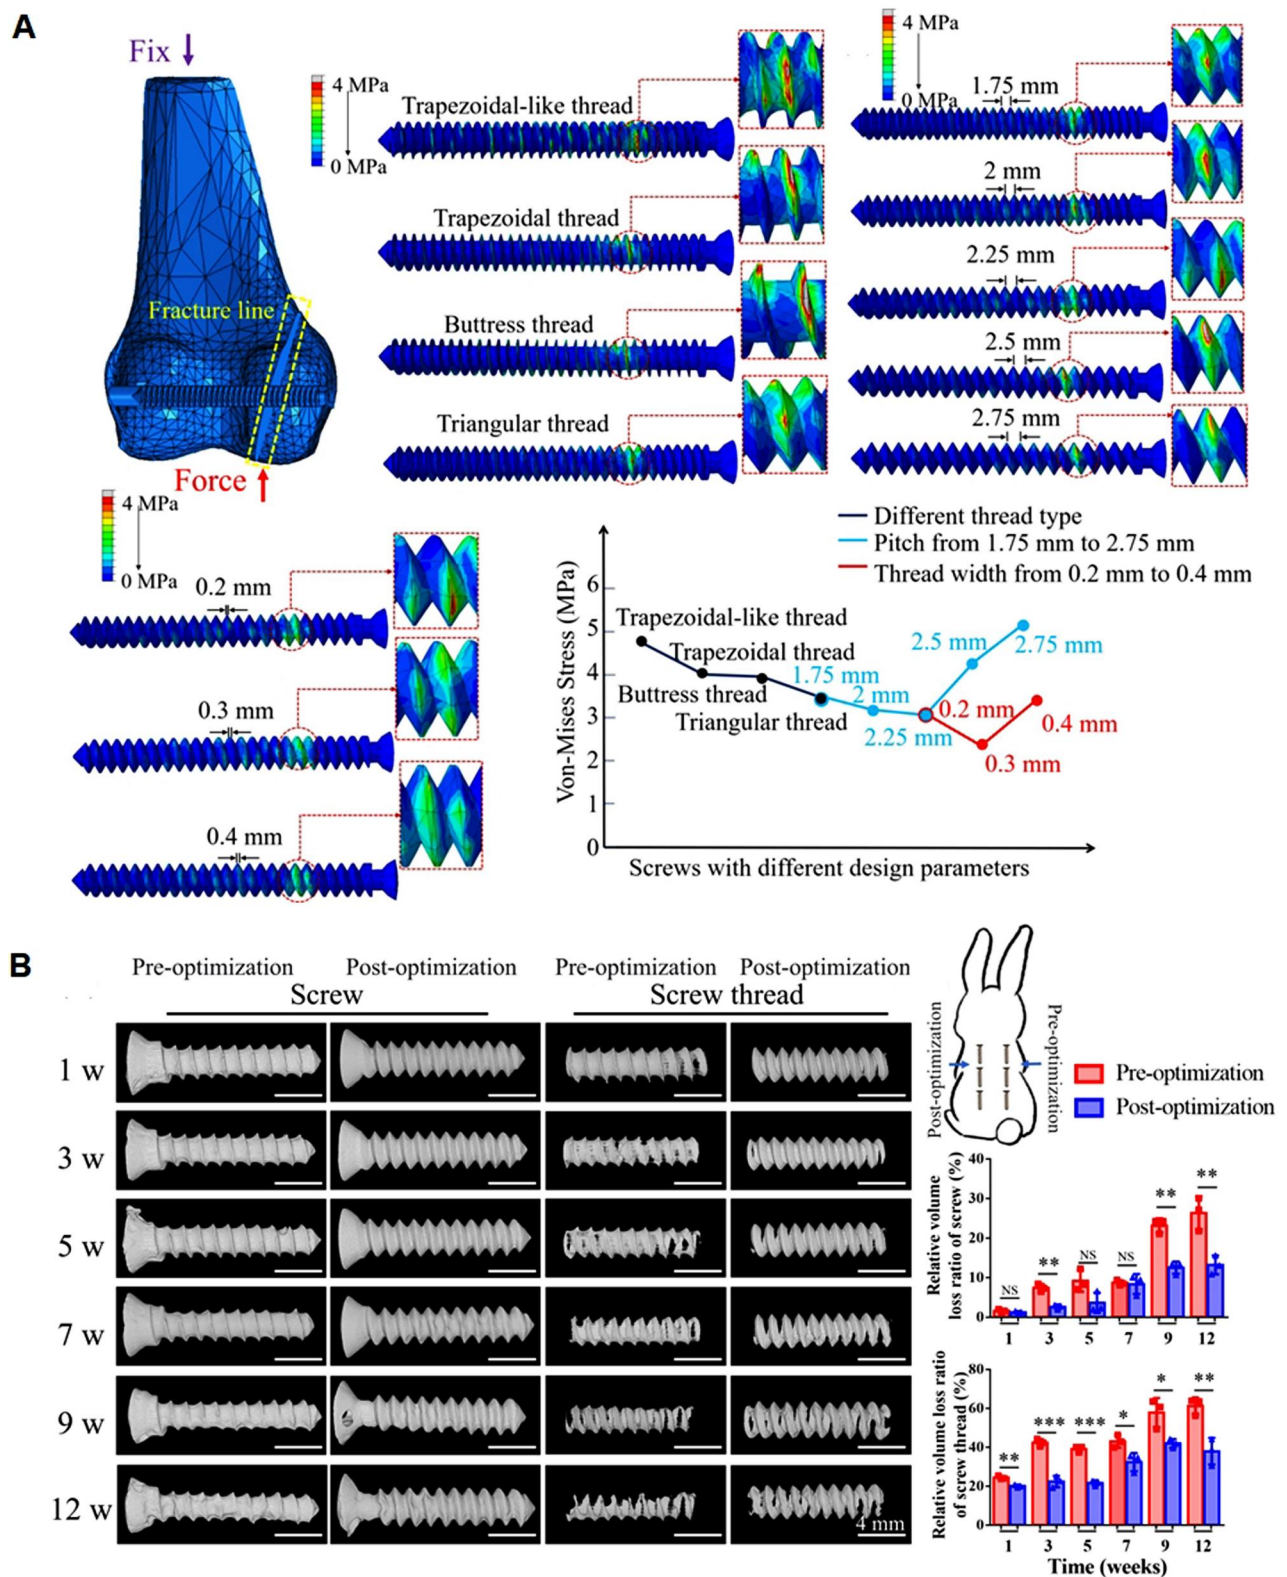 A
Fix
Fracture line
Force
4 MPa
0 MPa
Trapezoidal-like thread
Trapezoidal thread
Buttress thread
Triangular thread
4 MPa
0 MPa
1.75 mm
2 mm
2.25 mm
2.5 mm
2.75 mm
4 MPa
0 MPa
0.2 mm
0.3 mm
0.4 mm
Different thread type
Pitch from 1.75 mm to 2.75 mm
Thread width from 0.2 mm to 0.4 mm
Von-Mises Stress (MPa)
6
5
4
3
2
1
0
Trapezoidal-like thread
Trapezoidal thread
Buttress thread
Triangular thread
1.75 mm
2 mm
2.25 mm
2.5 mm
2.75 mm
0.2 mm
0.3 mm
0.4 mm
Screws with different design parameters
B
Pre-optimization Post-optimization Pre-optimization Post-optimization
Screw Screw thread
1 w
3 w
5 w
7 w
9 w
12 w
4 mm
Post-optimization
Pre-optimization
Pre-optimization
Post-optimization
Relative volume
loss ratio of screw (%)
40
30
20
10
0
NS ** NS NS ** **
1 3 5 7 9 12
Relative volume loss ratio
of screw thread (%)
80
60
40
20
0
** *** *** * * **
1 3 5 7 9 12
Time (weeks)